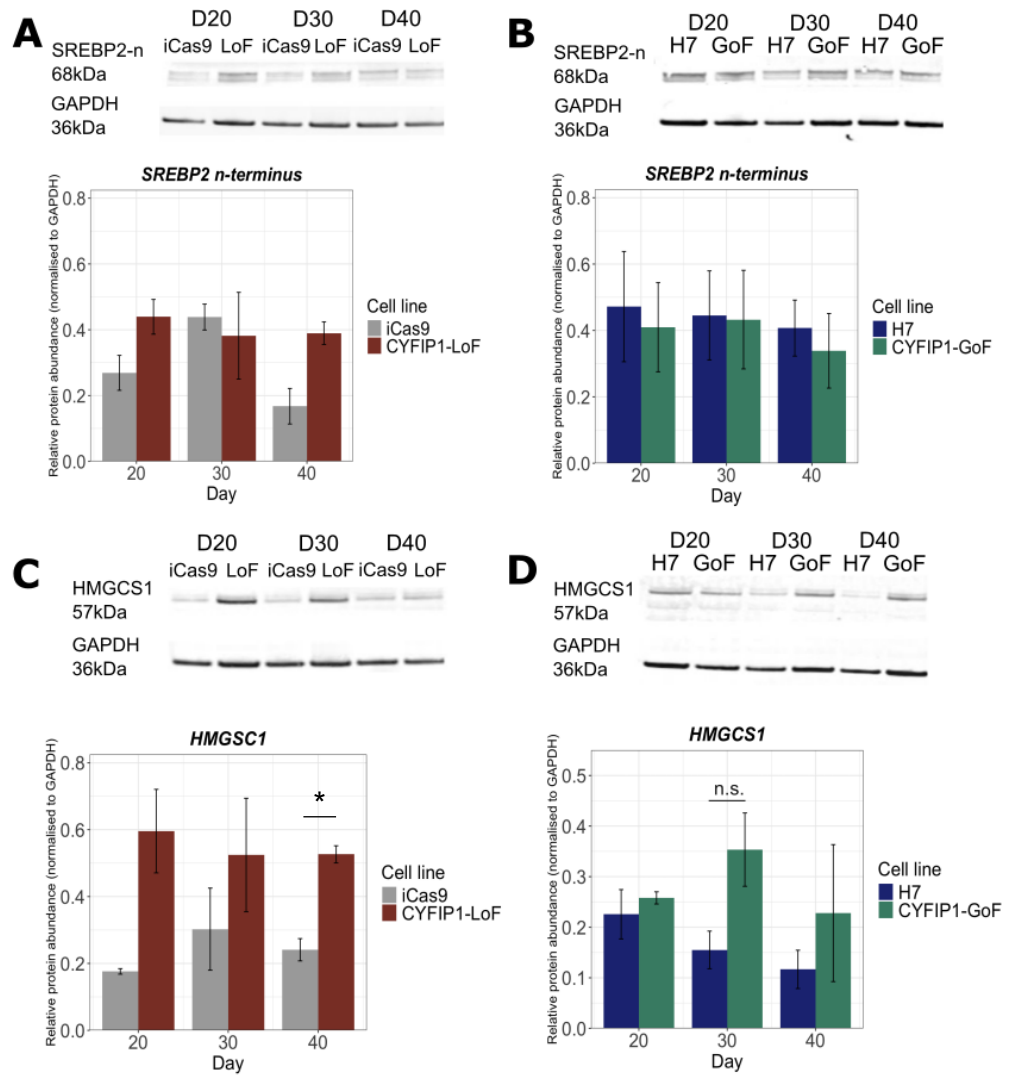 A
D20 D30 D40
iCas9 LoF iCas9 LoF iCas9 LoF
SREBP2-n
68kDa
GAPDH
36kDa
SREBP2 n-terminus
Relative protein abundance (normalised to GAPDH)
0.8
0.6
0.4
0.2
0.0
20 30 40
Day
Cell line
iCas9
CYFIP1-LoF
B
D20 D30 D40
H7 GoF H7 GoF H7 GoF
SREBP2-n
68kDa
GAPDH
36kDa
SREBP2 n-terminus
Relative protein abundance (normalised to GAPDH)
0.8
0.6
0.4
0.2
0.0
20 30 40
Day
Cell line
H7
CYFIP1-GoF
C
D20 D30 D40
iCas9 LoF iCas9 LoF iCas9 LoF
HMGCS1
57kDa
GAPDH
36kDa
HMGSC1
Relative protein abundance (normalised to GAPDH)
0.8
0.6
0.4
0.2
0.0
*
20 30 40
Day
Cell line
iCas9
CYFIP1-LoF
D
D20 D30 D40
H7 GoF H7 GoF H7 GoF
HMGCS1
57kDa
GAPDH
36kDa
HMGCS1
Relative protein abundance (normalised to GAPDH)
0.5
0.4
0.3
0.2
0.1
0.0
n.s.
20 30 40
Day
Cell line
H7
CYFIP1-GoF